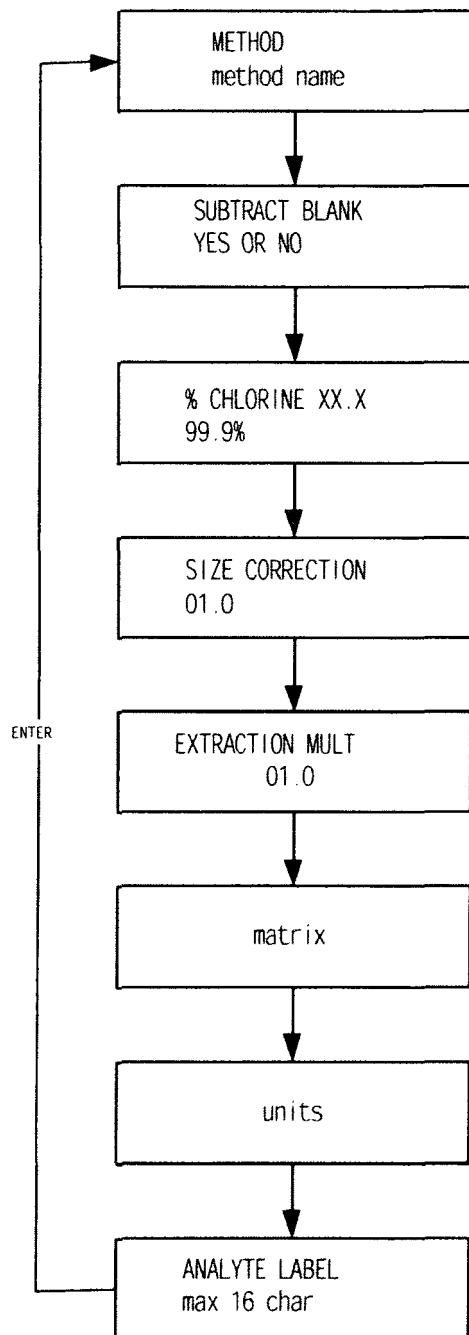 METHOD
method name
SUBTRACT BLANK
YES OR NO
% CHLORINE XX.X
99.9%
SIZE CORRECTION
01.0
ENTER
EXTRACTION MULT
01.0
matrix
units
ANALYTE LABEL
max 16 char